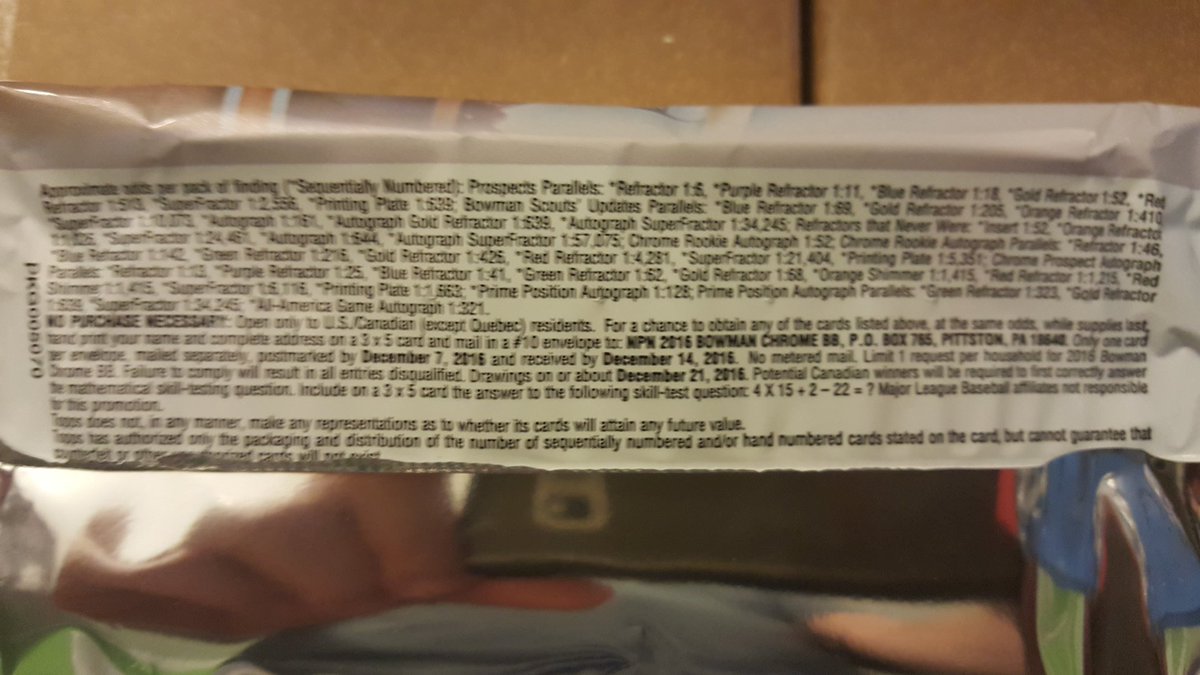 Approximate odds per pack of finding (*Sequentially Numbered): Prospects Parallels: *Refractor 1:6, *Purple Refractor 1:11, *Blue Refractor 1:18, *Gold Refractor 1:52, *Red
Refractor 1:513, *SuperFractor 1:2,556, *Printing Plate 1:639; Bowman Scouts' Updates Parallels: *Blue Refractor 1:69, *Gold Refractor 1:205, *Orange Refractor 1:410
*SuperFractor *Autograph 1:161, *Autograph Gold Refractor 1:639, *Autograph SuperFractor 1:34,245; Refractors that Never Were: *Insert 1:52, *Orange Refractor
*SuperFractor 1:24,461, *Autograph 1:644, *Autograph SuperFractor 1:57,075; Chrome Rookie Autograph 1:52; Chrome Rookie Autograph Parallels: *Refractor 1:46,
*Blue Refractor 1:142, *Green Refractor 1:216, *Gold Refractor 1:426, *Red Refractor 1:4,281, *SuperFractor 1:21,404, *Printing Plate 1:5,351; Chrome Prospect Autograph
Parallels: *Refractor 1:13, *Purple Refractor 1:25, *Blue Refractor 1:41, *Green Refractor 1:62, *Gold Refractor 1:68, *Orange Shimmer 1:1,415, *Red Refractor 1:1,215, *Red
Shimmer 1:1,415, *SuperFractor 1:6,116, *Printing Plate 1:1,563; *Prime Position Autograph 1:128; Prime Position Autograph Parallels: *Green Refractor 1:323, *Gold Refractor
1:639, *SuperFractor 1:34,245, *All-America Game Autograph 1:321.
NO PURCHASE NECESSARY: Open only to U.S./Canadian (except Quebec) residents. For a chance to obtain any of the cards listed above, at the same odds, while supplies last,
hand print your name and complete address on a 3 x 5 card and mail in a #10 envelope to: NPN 2016 BOWMAN CHROME BB, P.O. BOX 765, PITTSTON, PA 18640. Only one card
per envelope, mailed separately, postmarked by December 7, 2016 and received by December 14, 2016. No metered mail. Limit 1 request per household for 2016 Bowman
Chrome BB. Failure to comply will result in all entries disqualified. Drawings on or about December 21, 2016. Potential Canadian winners will be required to first correctly answer
the mathematical skill-testing question. Include on a 3 x 5 card the answer to the following skill-test question: 4 X 15 + 2 – 22 = ? Major League Baseball affiliates not responsible
for this promotion.
Topps does not, in any manner, make any representations as to whether its cards will attain any future value.
Topps has authorized only the packaging and distribution of the number of sequentially numbered and/or hand numbered cards stated on the card, but cannot guarantee that
or other cards will not exist.